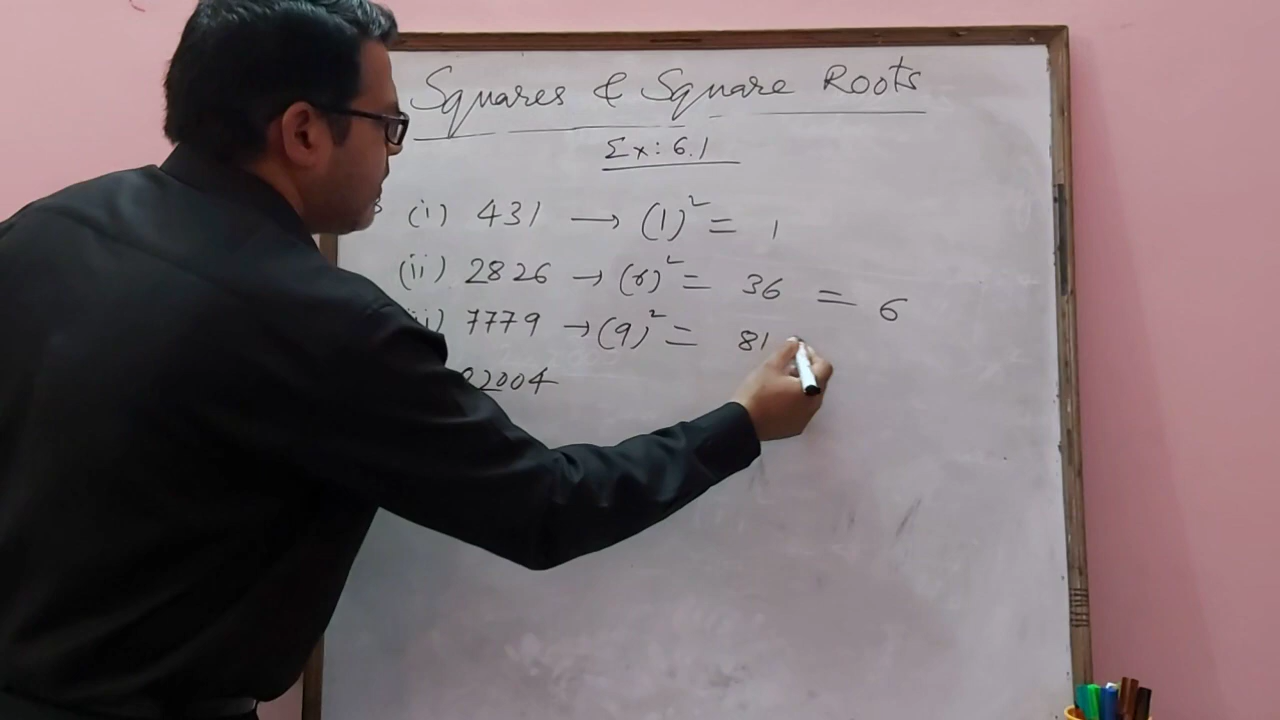 Squares & Square Roots
Ex: 6.1
(i) 431 → (1)² = 1
(ii) 2826 → (6)² = 36 = 6
ii) 7779 → (9)² = 81
82004